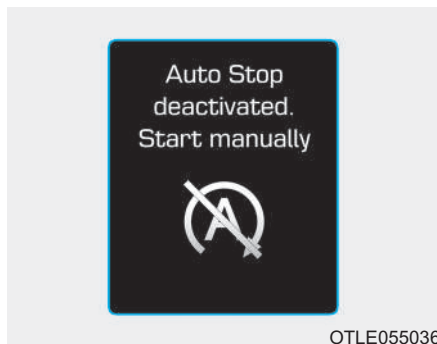 Auto Stop
deactivated.
Start manually
A
OTLE055036